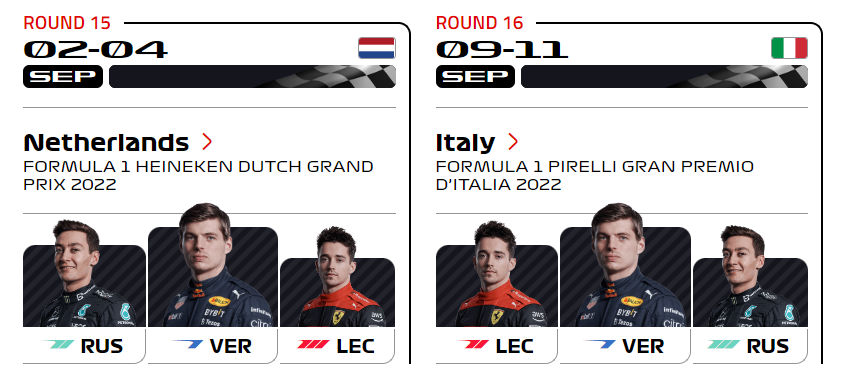 ROUND 15
02-04
SEP
Netherlands
FORMULA 1 HEINEKEN DUTCH GRAND
PRIX 2022
RUS
VER
LEC
ROUND 16
09-11
SEP
Italy
FORMULA 1 PIRELLI GRAN PREMIO
D'ITALIA 2022
LEC
VER
RUS